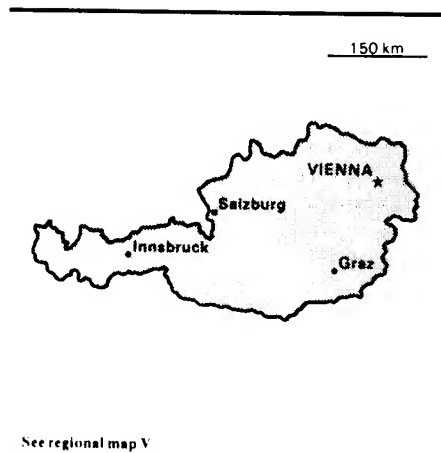 150 km
VIENNA
Salzburg
Innsbruck
Graz
See regional map V